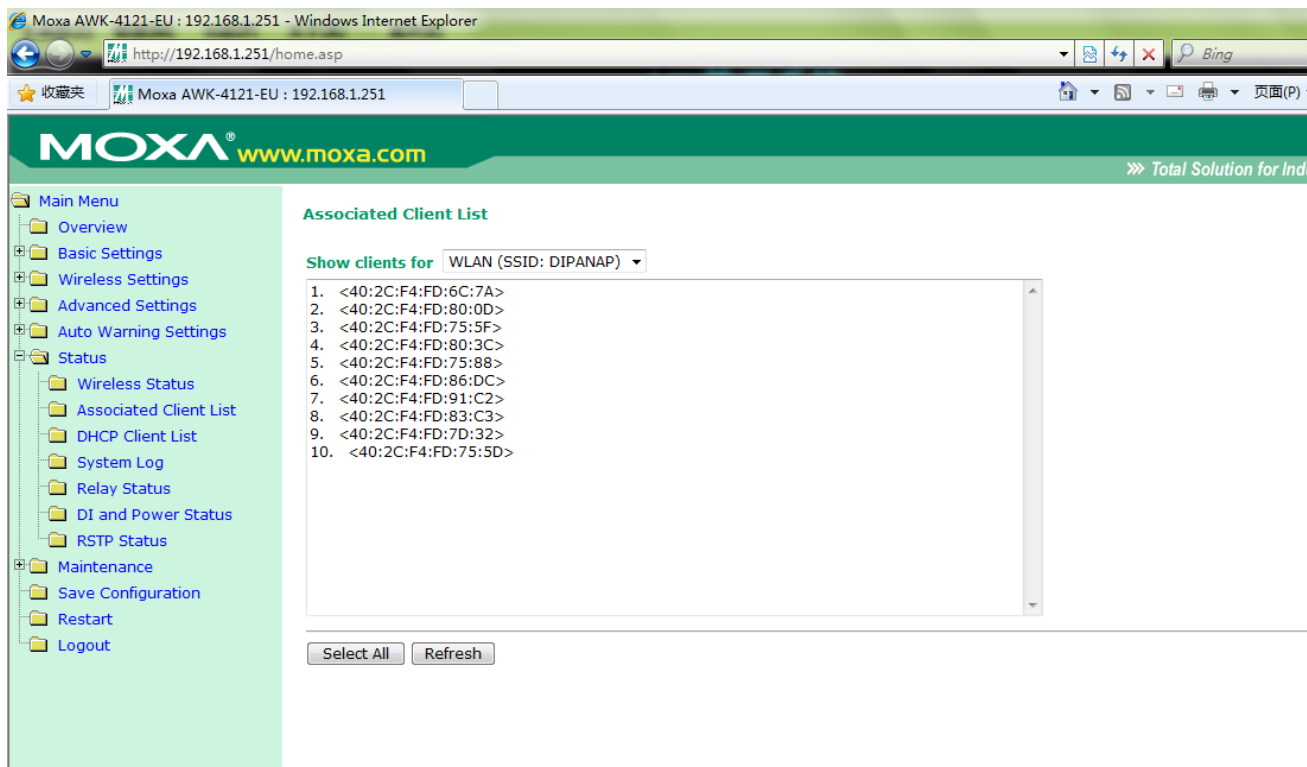 Moxa AWK-4121-EU : 192.168.1.251 - Windows Internet Explorer
http://192.168.1.251/home.asp
Bing
收藏夹
Moxa AWK-4121-EU : 192.168.1.251
页面(P)
MOXA® www.moxa.com
Total Solution for Ind
Main Menu
Overview
Basic Settings
Wireless Settings
Advanced Settings
Auto Warning Settings
Status
Wireless Status
Associated Client List
DHCP Client List
System Log
Relay Status
DI and Power Status
RSTP Status
Maintenance
Save Configuration
Restart
Logout
Associated Client List
Show clients for WLAN (SSID: DIPANAP)
1. <40:2C:F4:FD:6C:7A>
2. <40:2C:F4:FD:80:0D>
3. <40:2C:F4:FD:75:5F>
4. <40:2C:F4:FD:80:3C>
5. <40:2C:F4:FD:75:88>
6. <40:2C:F4:FD:86:DC>
7. <40:2C:F4:FD:91:C2>
8. <40:2C:F4:FD:83:C3>
9. <40:2C:F4:FD:7D:32>
10. <40:2C:F4:FD:75:5D>
Select All Refresh